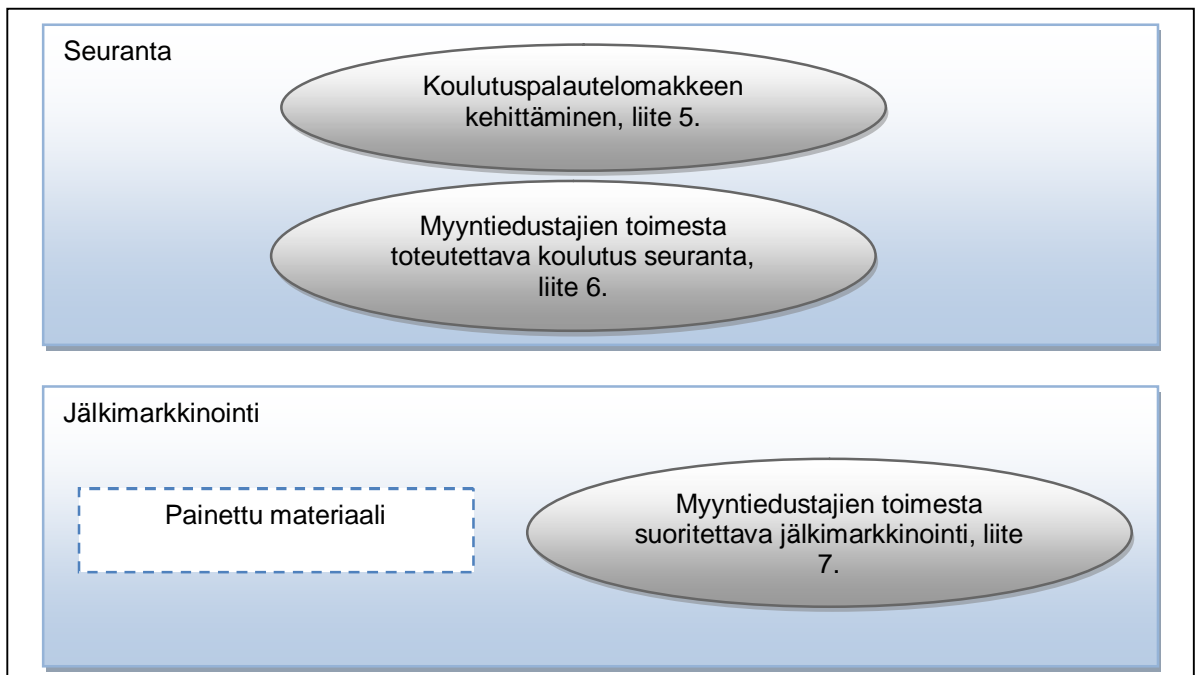 Seuranta
Koulutuspalautelomakkeen
kehittäminen, liite 5.
Myyntiedustajien toimesta
toteutettava koulutus seuranta,
liite 6.
Jälkimarkkinointi
Painettu materiaali
Myyntiedustajien toimesta
suoritettava jälkimarkkinointi, liite
7.